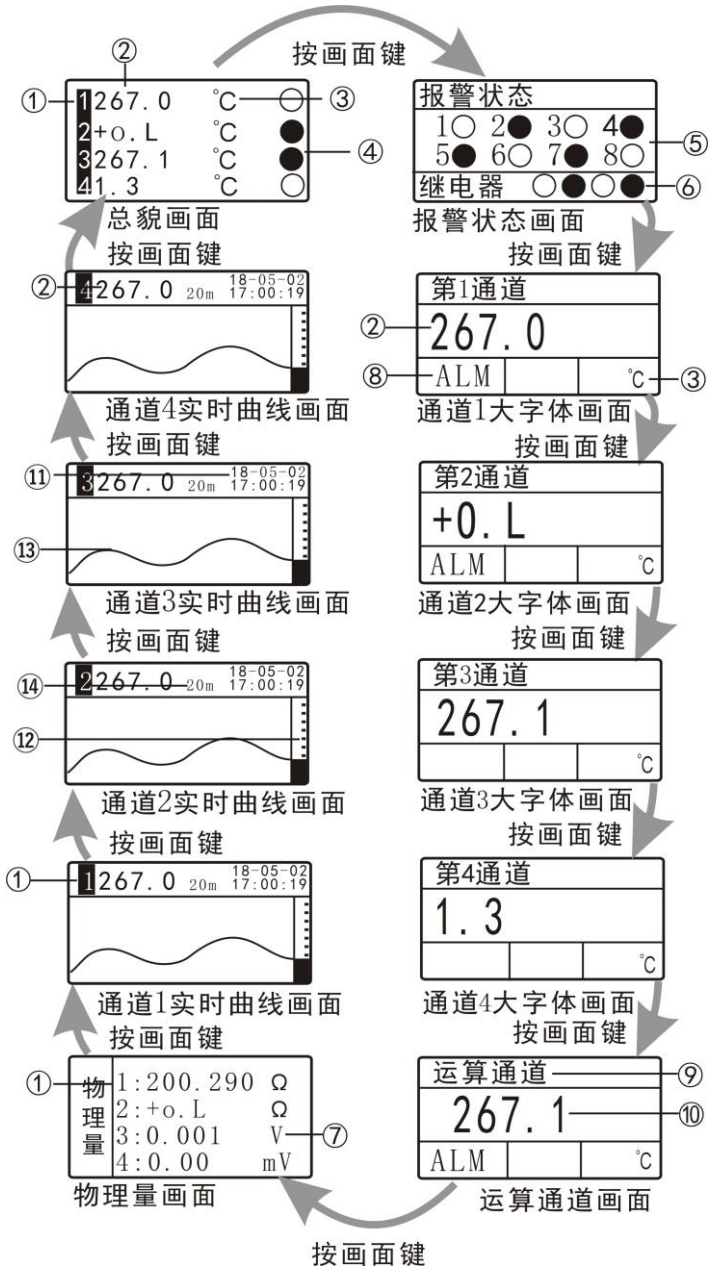 按画面键
②
①
1267.0 ℃ ③
2+o.L ℃
3267.1 ℃ ④
41.3 ℃
总貌画面
按画面键
报警状态
1○ 2● 3○ 4●
5● 6○ 7● 8○ ⑤
继电器 ○●○● ⑥
报警状态画面
按画面键
第1通道
② 267.0
⑧ ALM ℃ ③
通道1大字体画面
按画面键
第2通道
+0.L
ALM ℃
通道2大字体画面
按画面键
第3通道
267.1
℃
通道3大字体画面
按画面键
第4通道
1.3
℃
通道4大字体画面
按画面键
运算通道 ⑨
267.1 ⑩
ALM ℃
运算通道画面
按画面键
② 4267.0 20m 18-05-02
17:00:19
通道4实时曲线画面
按画面键
⑪ 18-05-02
3267.0 20m 17:00:19
⑬
通道3实时曲线画面
按画面键
⑭ 2267.0 20m 18-05-02
17:00:19
⑫
通道2实时曲线画面
按画面键
① 1267.0 20m 18-05-02
17:00:19
通道1实时曲线画面
按画面键
① 物理量
1:200.290 Ω
2:+o.L Ω
3:0.001 V ⑦
4:0.00 mV
物理量画面